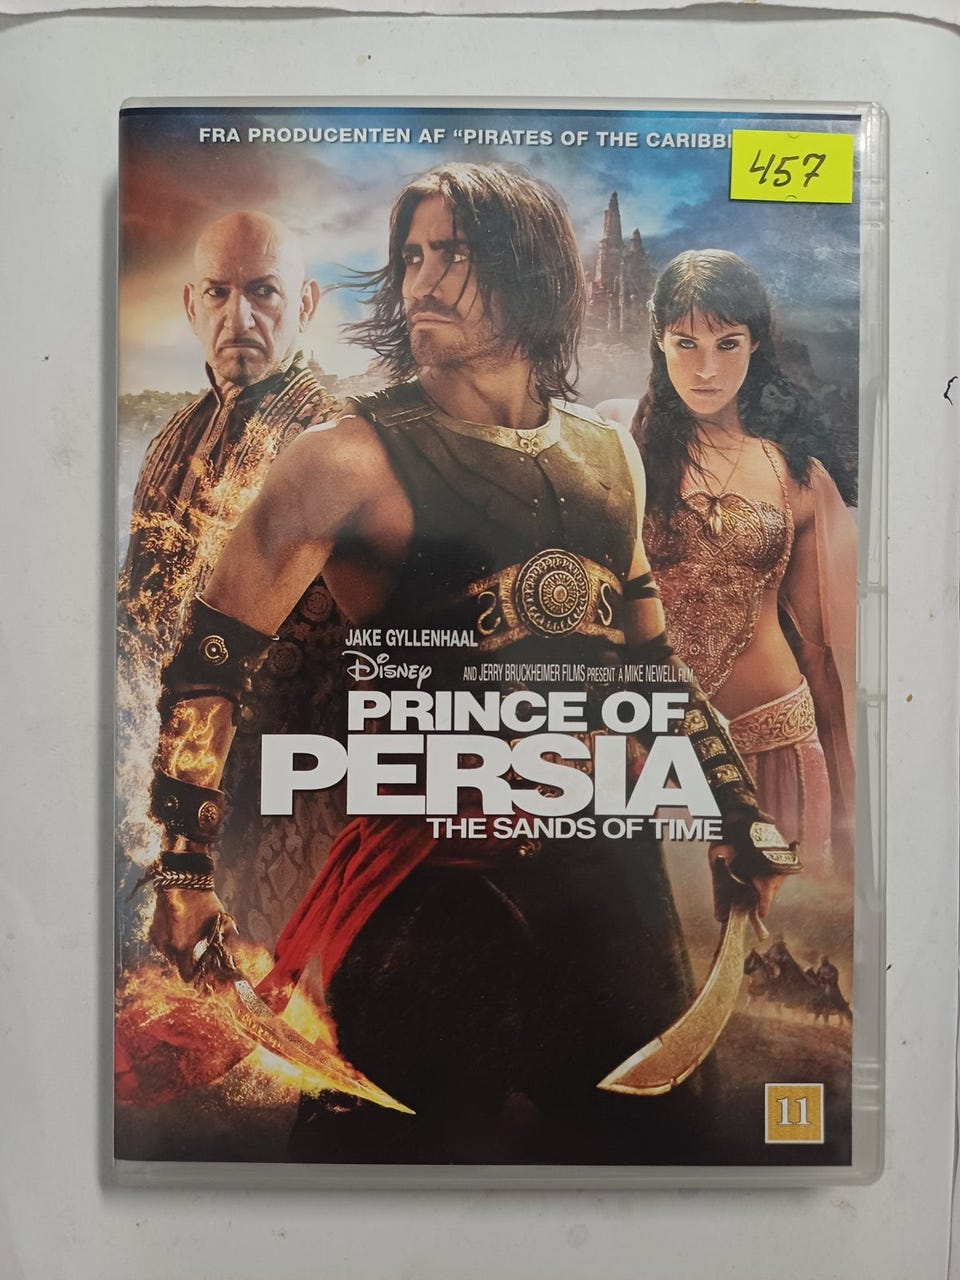 FRA PRODUCENTEN AF “PIRATES OF THE
457
JAKE GYLLENHAAL
Disney AND JERRY BRUCKHEIMER FILMS PRESENT A MIKE NEWELL FILM
PRINCE OF
PERSIA
THE SANDS OF TIME
11